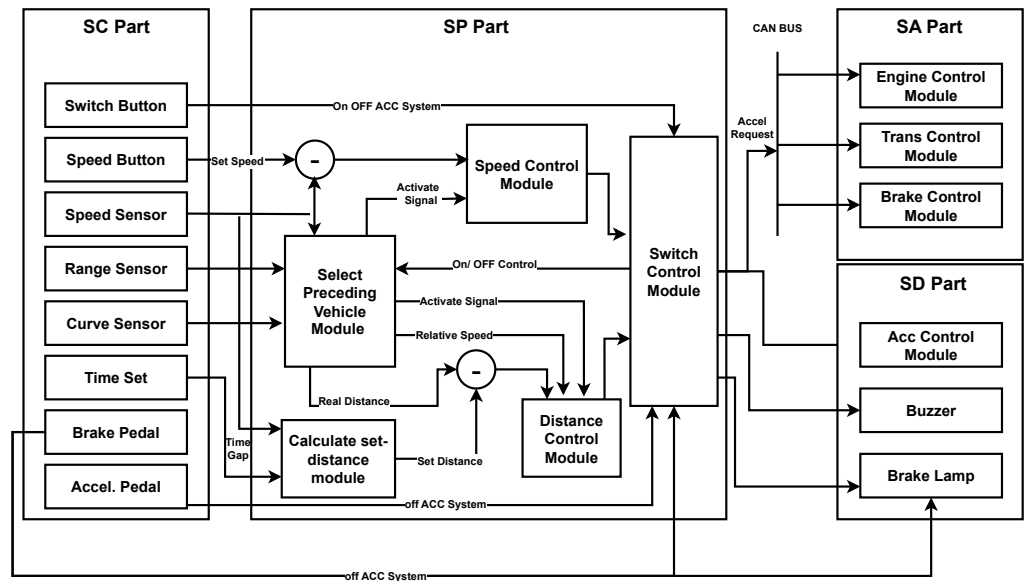 SC Part
SP Part
CAN BUS
SA Part
Switch Button
Speed Button
Speed Sensor
Range Sensor
Curve Sensor
Time Set
Brake Pedal
Accel. Pedal
On OFF ACC System
Set Speed
-
Activate
Signal
Speed Control
Module
Select
Preceding
Vehicle
Module
On/ OFF Control
Activate Signal
Relative Speed
-
Real Distance
Time
Gap
Calculate set-
distance
module
Set Distance
Distance
Control
Module
Switch
Control
Module
off ACC System
off ACC System
Accel
Request
Engine Control
Module
Trans Control
Module
Brake Control
Module
SD Part
Acc Control
Module
Buzzer
Brake Lamp